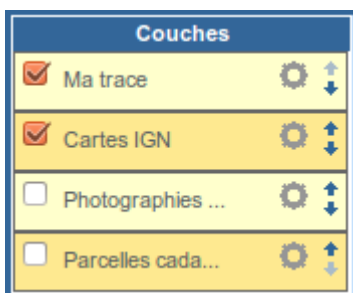 Couches
Ma trace
Cartes IGN
Photographies ...
Parcelles cada...